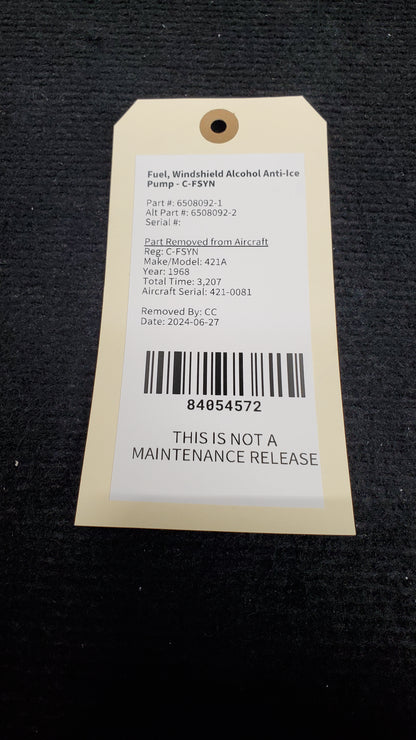 Fuel, Windshield Alcohol Anti-Ice
Pump - C-FSYN
Part #: 6508092-1
Alt Part #: 6508092-2
Serial #:
Part Removed from Aircraft
Reg: C-FSYN
Make/Model: 421A
Year: 1968
Total Time: 3,207
Aircraft Serial: 421-0081
Removed By: CC
Date: 2024-06-27
84054572
THIS IS NOT A
MAINTENANCE RELEASE